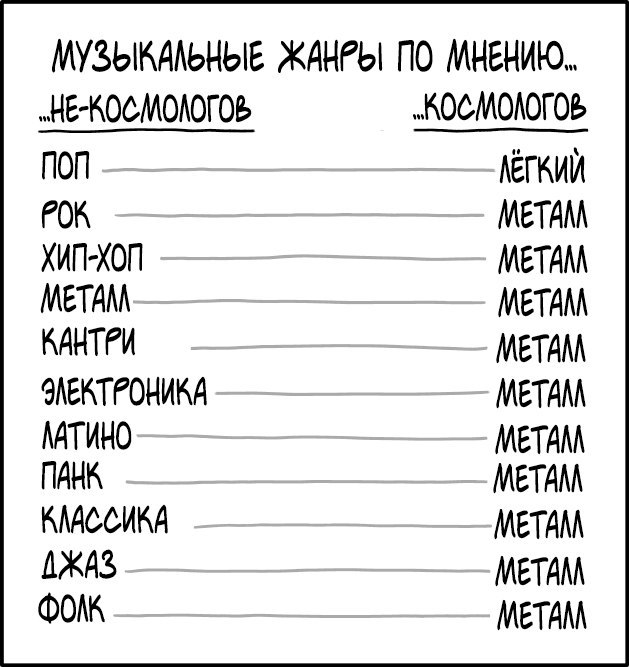 МУЗЫКАЛЬНЫЕ ЖАНРЫ ПО МНЕНИЮ...
...НЕ-КОСМОЛОГОВ ...КОСМОЛОГОВ
ПОП ЛЁГКИЙ
РОК МЕТАЛЛ
ХИП-ХОП МЕТАЛЛ
МЕТАЛЛ МЕТАЛЛ
КАНТРИ МЕТАЛЛ
ЭЛЕКТРОНИКА МЕТАЛЛ
ЛАТИНО МЕТАЛЛ
ПАНК МЕТАЛЛ
КЛАССИКА МЕТАЛЛ
ДЖАЗ МЕТАЛЛ
ФОЛК МЕТАЛЛ